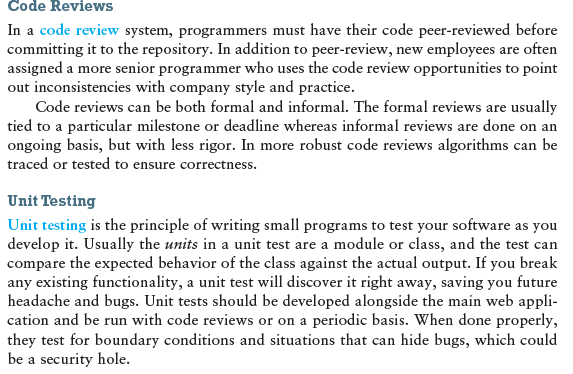 Code Reviews
In a code review system, programmers must have their code peer-reviewed before
committing it to the repository. In addition to peer-review, new employees are often
assigned a more senior programmer who uses the code review opportunities to point
out inconsistencies with company style and practice.
Code reviews can be both formal and informal. The formal reviews are usually
tied to a particular milestone or deadline whereas informal reviews are done on an
ongoing basis, but with less rigor. In more robust code reviews algorithms can be
traced or tested to ensure correctness.
Unit Testing
Unit testing is the principle of writing small programs to test your software as you
develop it. Usually the units in a unit test are a module or class, and the test can
compare the expected behavior of the class against the actual output. If you break
any existing functionality, a unit test will discover it right away, saving you future
headache and bugs. Unit tests should be developed alongside the main web appli-
cation and be run with code reviews or on a periodic basis. When done properly,
they test for boundary conditions and situations that can hide bugs, which could
be a security hole.